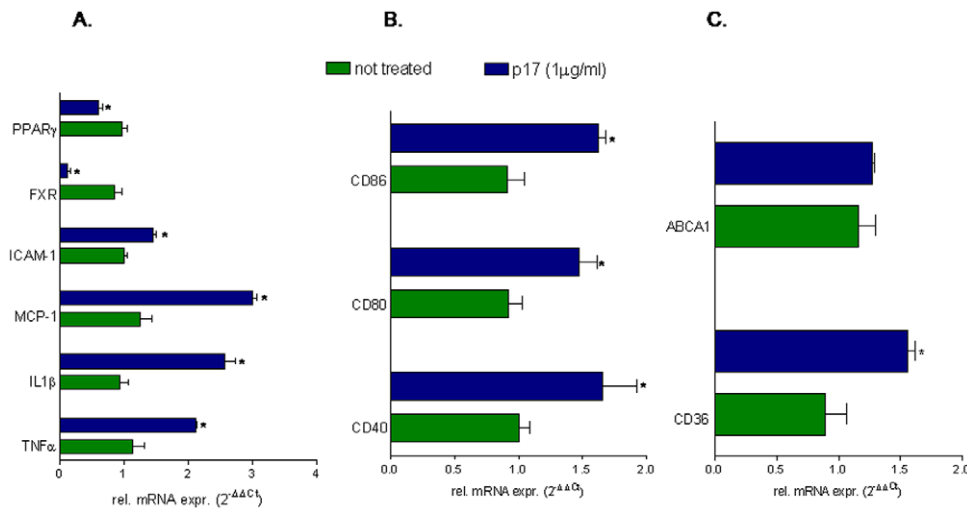 A.
B.
C.
not treated
p17 (1µg/ml)
PPARγ
FXR
ICAM-1
MCP-1
IL1β
TNFα
*
*
*
*
*
*
0 1 2 3 4
rel. mRNA expr. (2-ΔΔCt)
CD86
CD80
CD40
*
*
*
0.0 0.5 1.0 1.5 2.0
rel. mRNA expr. (2-ΔΔCt)
ABCA1
CD36
*
0.0 0.5 1.0 1.5 2.0
rel. mRNA expr. (2-ΔΔCt)